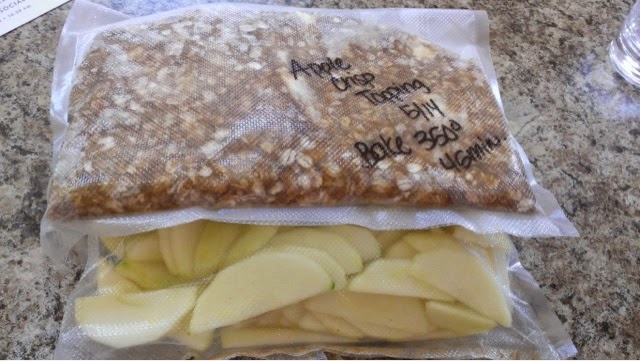 Apple
Crisp
Topping
5/14
Bake 350°
45min